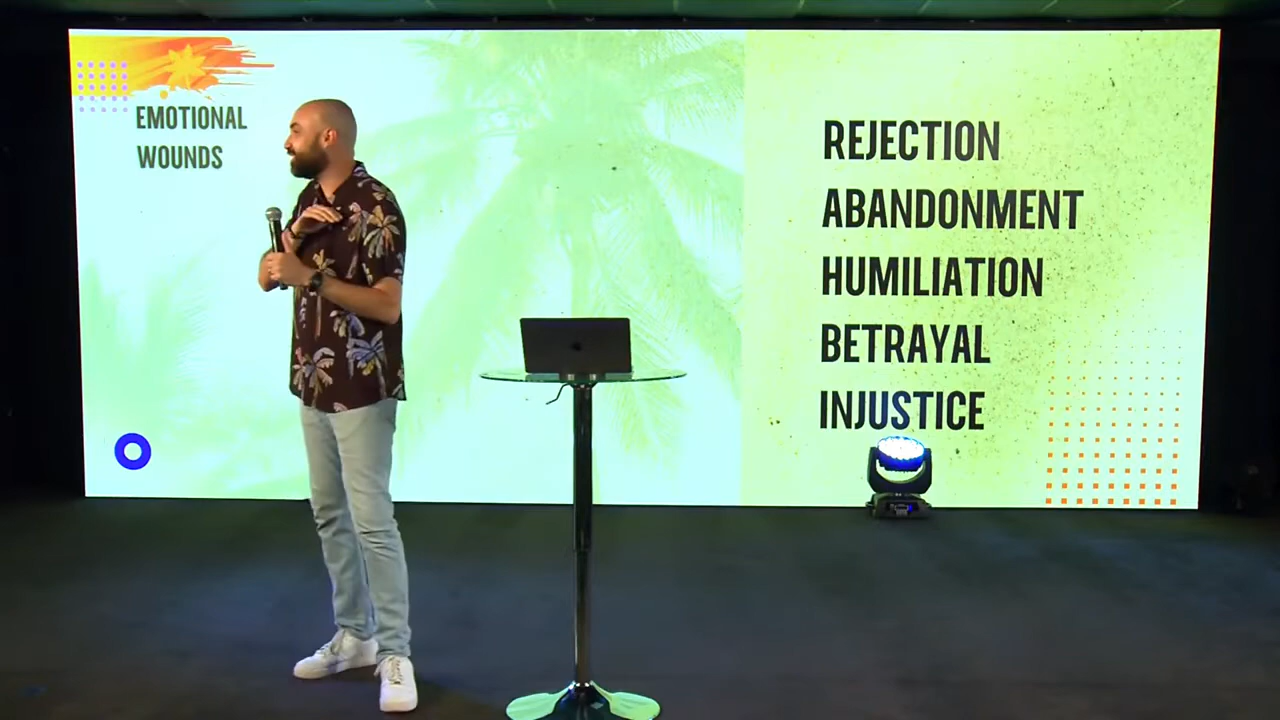 EMOTIONAL
WOUNDS
REJECTION
ABANDONMENT
HUMILIATION
BETRAYAL
INJUSTICE